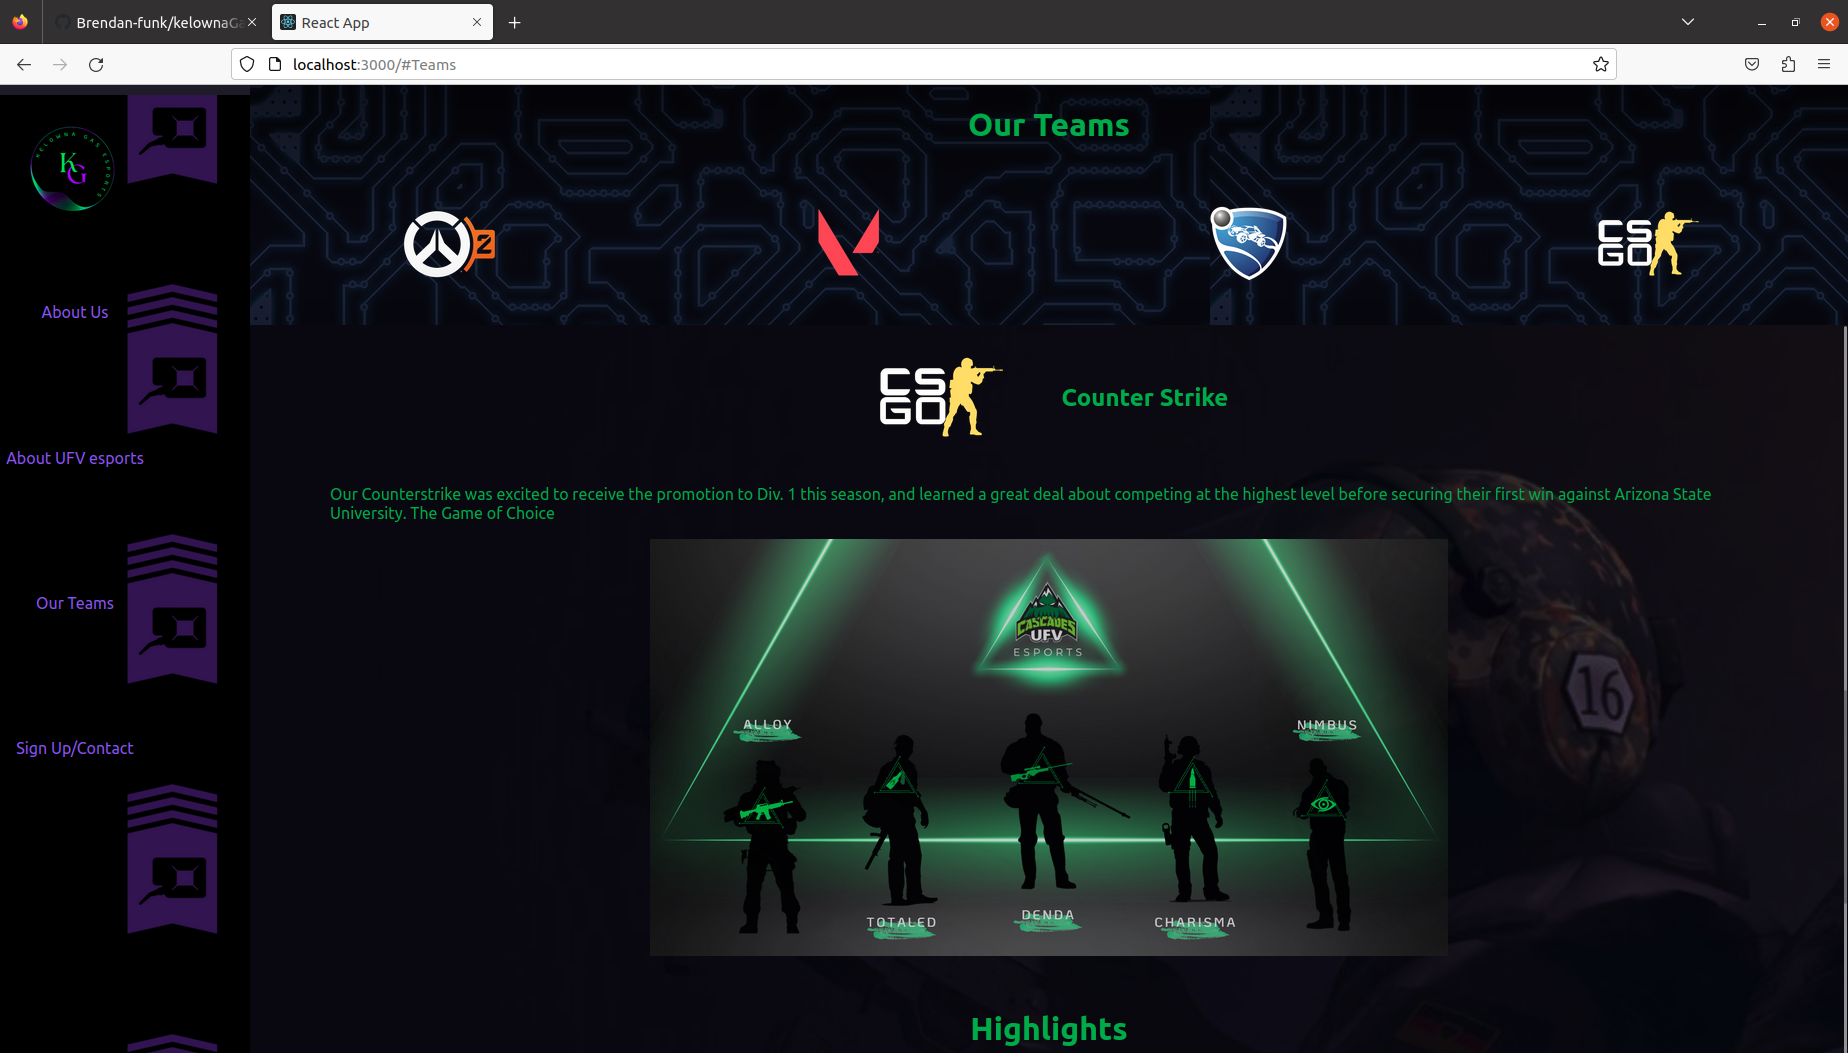 Brendan-funk/kelownaGa
React App
localhost:3000/#Teams
KELOWNA GAS ESPORTS
KG
About Us
About UFV esports
Our Teams
Sign Up/Contact
Our Teams
2
CS
GO
CS
GO
Counter Strike
Our Counterstrike was excited to receive the promotion to Div. 1 this season, and learned a great deal about competing at the highest level before securing their first win against Arizona State
University. The Game of Choice
CASCADES
UFV
ESPORTS
16
ALLOY
NIMBUS
TOTALED
DENDA
CHARISMA
Highlights